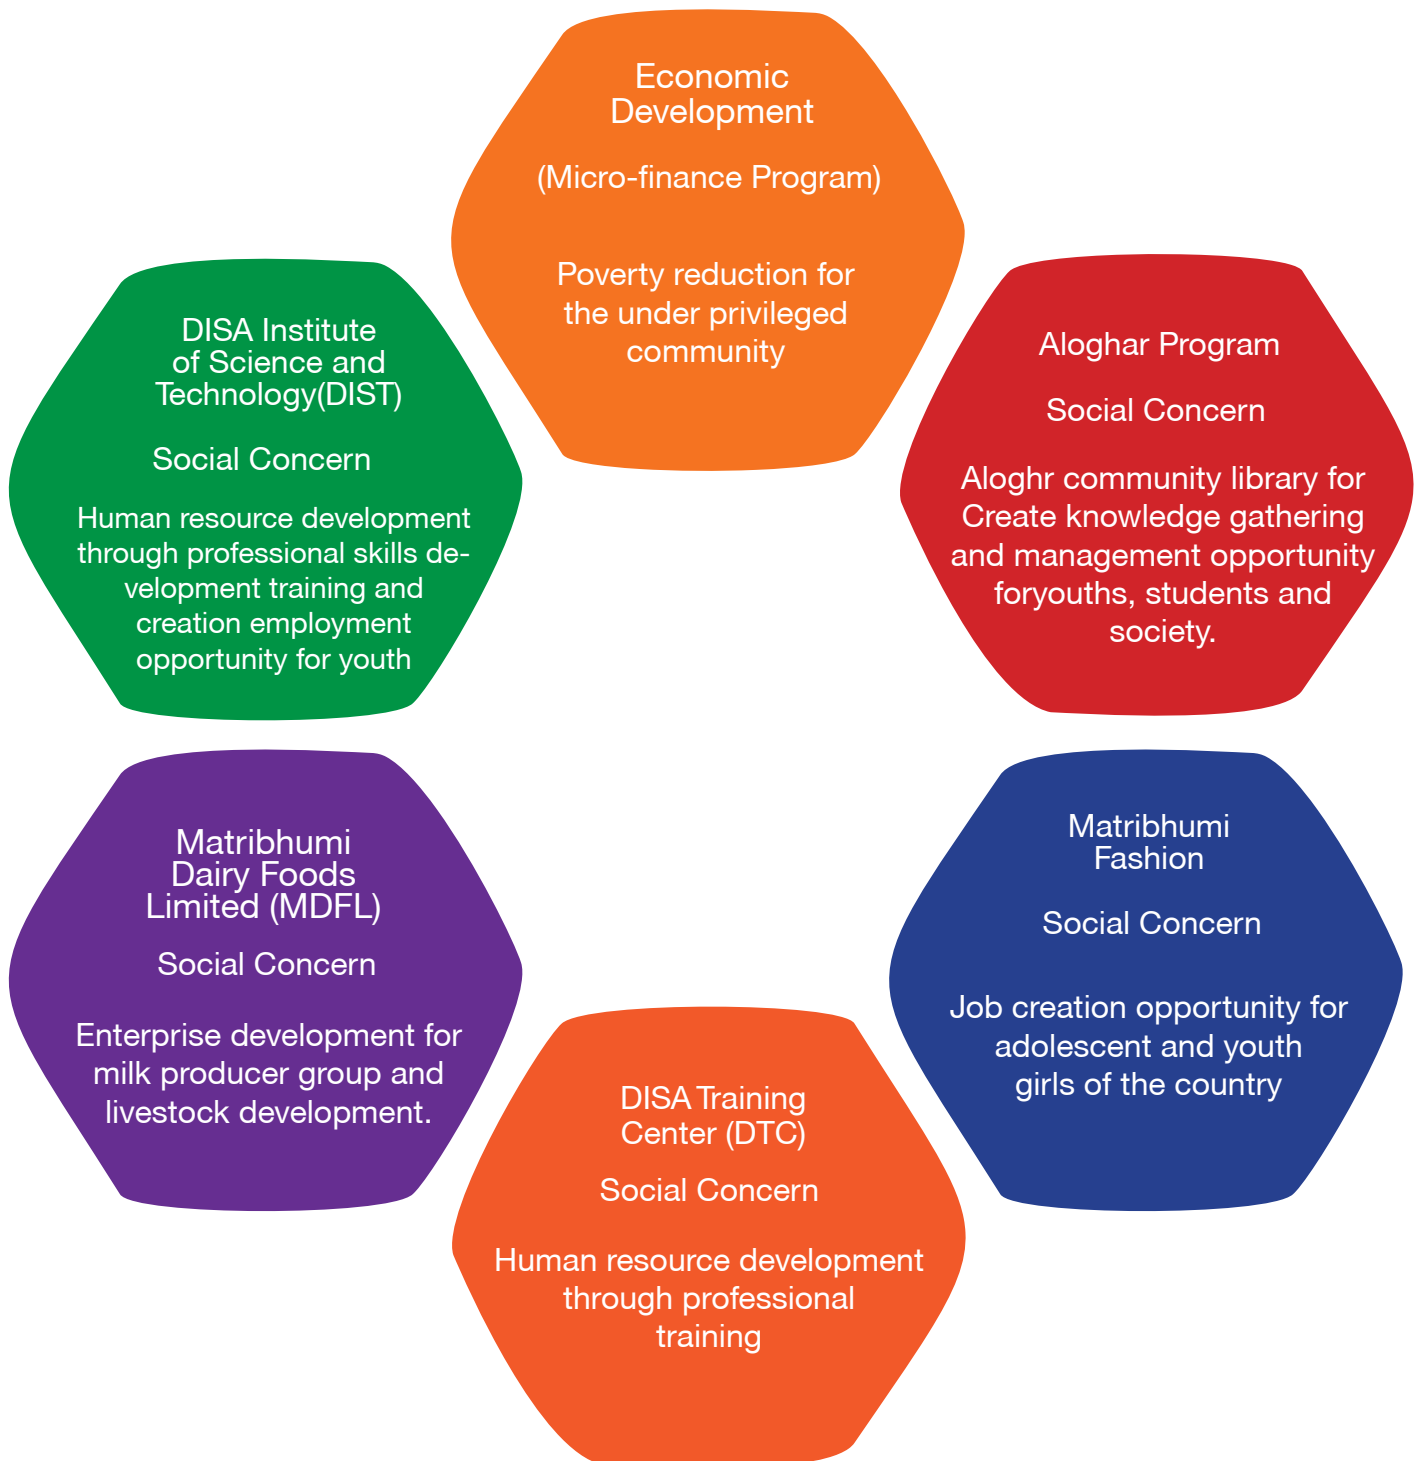 Economic
Development
(Micro-finance Program)
Poverty reduction for
the under privileged
community
DISA Institute
of Science and
Technology(DIST)
Social Concern
Human resource development
through professional skills de-
velopment training and
creation employment
opportunity for youth
Aloghar Program
Social Concern
Aloghr community library for
Create knowledge gathering
and management opportunity
foryouths, students and
society.
Matribhumi
Dairy Foods
Limited (MDFL)
Social Concern
Enterprise development for
milk producer group and
livestock development.
Matribhumi
Fashion
Social Concern
Job creation opportunity for
adolescent and youth
girls of the country
DISA Training
Center (DTC)
Social Concern
Human resource development
through professional
training